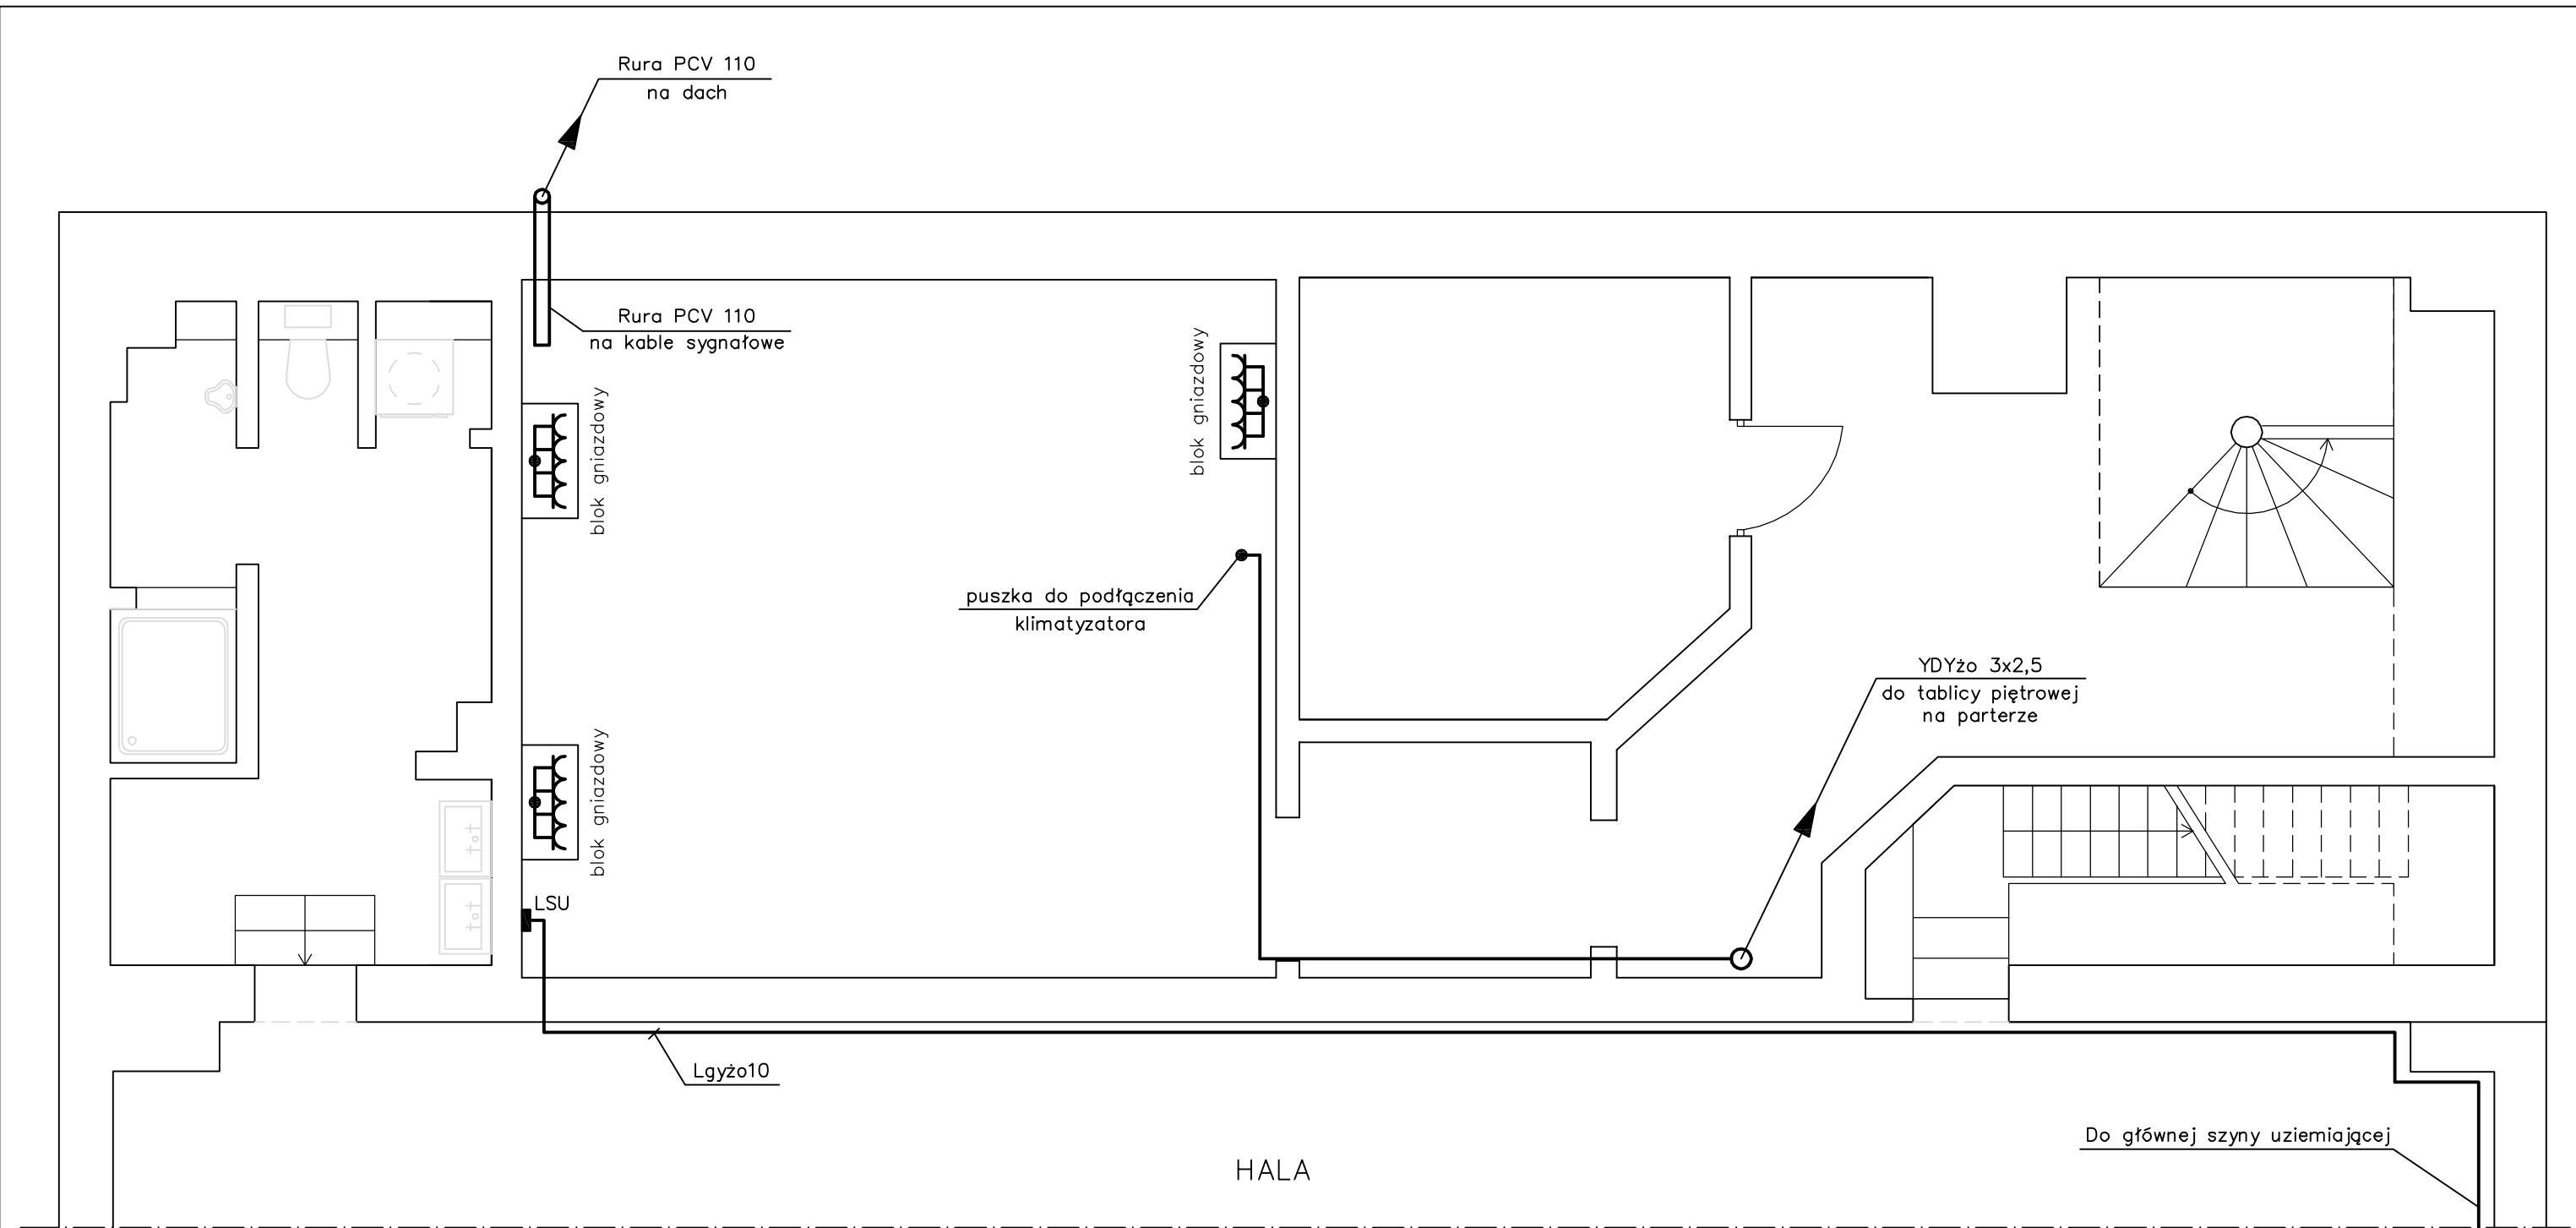 Rura PCV 110
na dach
Rura PCV 110
na kable sygnałowe
blok gniazdowy
blok gniazdowy
puszka do podłączenia
klimatyzatora
YDYżo 3x2,5
do tablicy piętrowej
na parterze
blok gniazdowy
LSU
Lgyżo10
Do głównej szyny uziemiającej
HALA